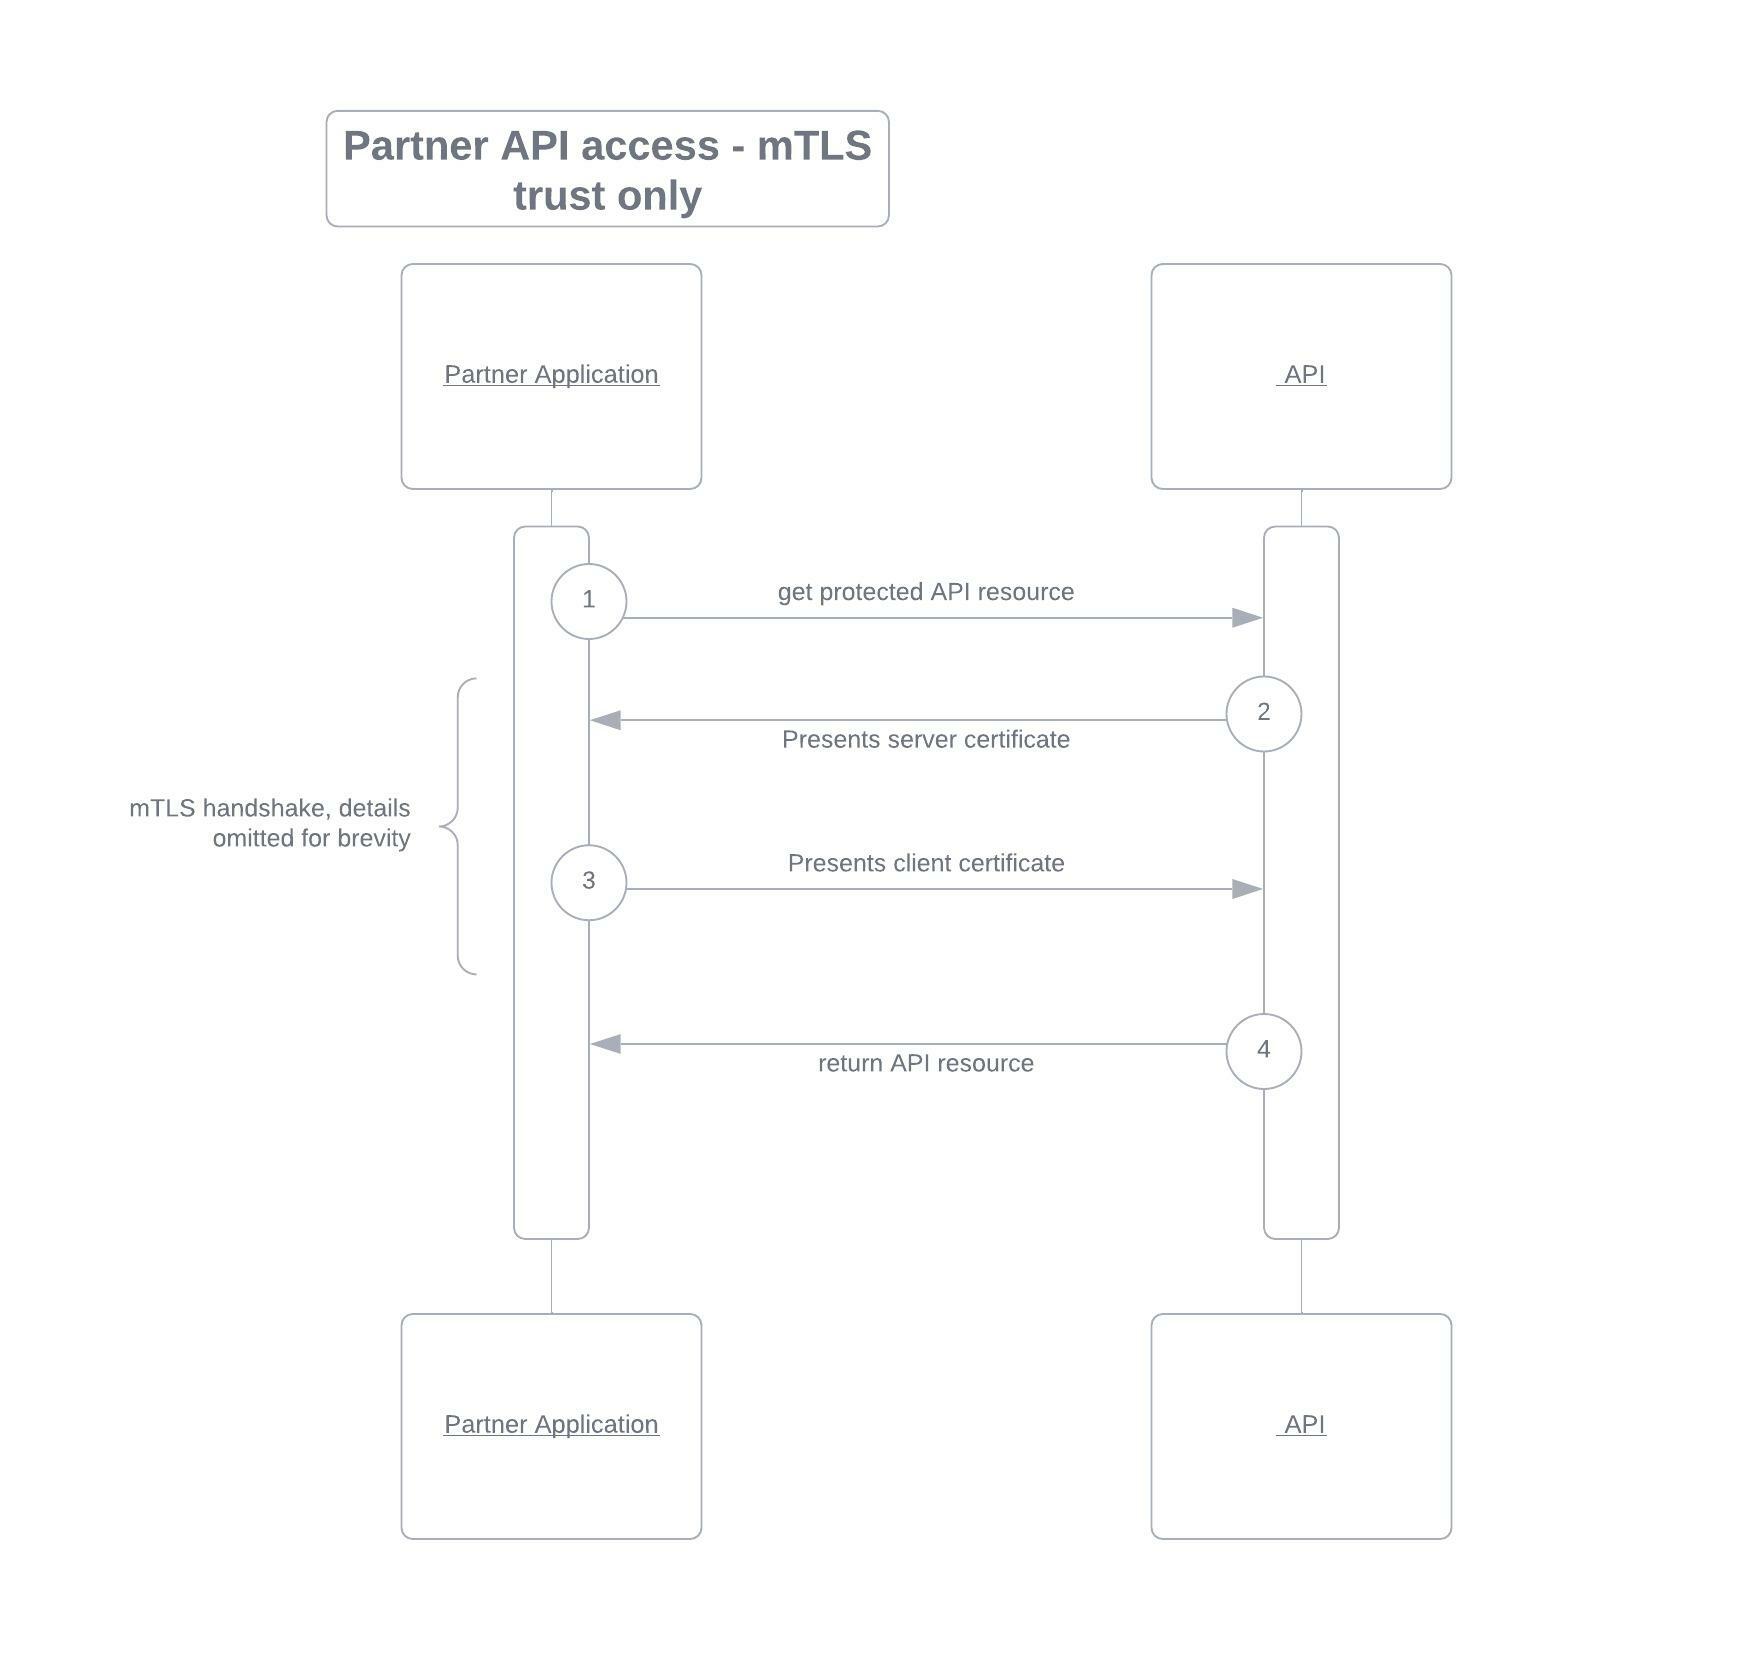 Partner API access - mTLS
trust only
Partner Application
API
1
get protected API resource
2
Presents server certificate
mTLS handshake, details
omitted for brevity
3
Presents client certificate
4
return API resource
Partner Application
API